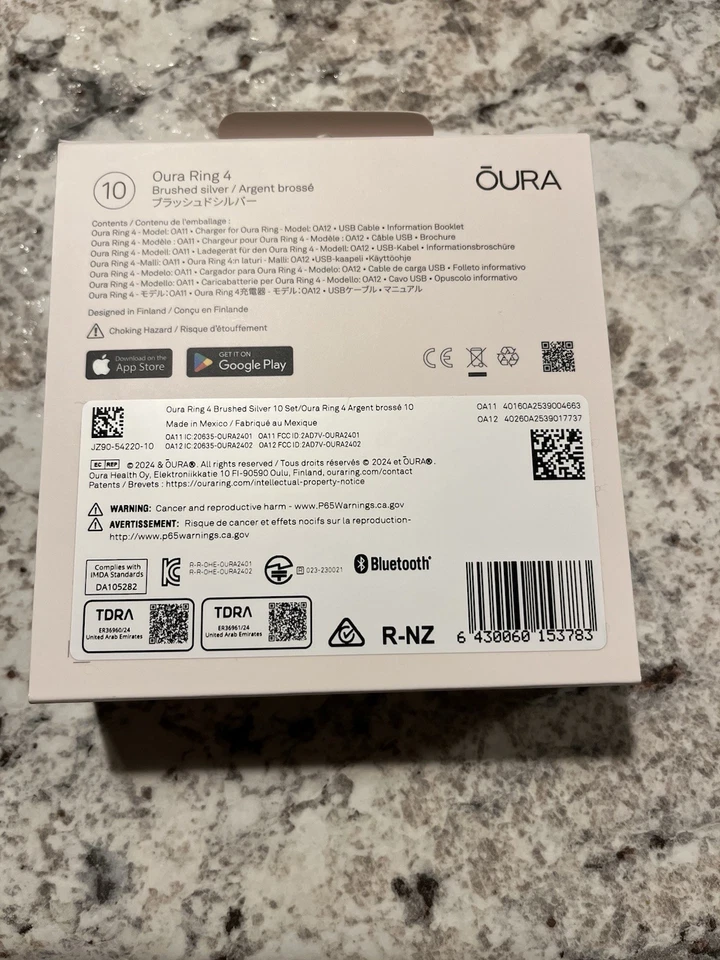 10
Oura Ring 4
Brushed silver / Argent brossé
ブラッシュドシルバー
ŌURA
Contents / Contenu de l'emballage :
Oura Ring 4 - Model: OA11 • Charger for Oura Ring - Model: OA12 • USB Cable • Information Booklet
Oura Ring 4 - Modèle : OA11 • Chargeur pour Oura Ring 4 - Modèle : OA12 • Câble USB • Brochure
Oura Ring 4 - Modell: OA11 • Ladegerät für den Oura Ring 4 - Modell: OA12 • USB-Kabel • Informationsbroschüre
Oura Ring 4 -Malli: OA11 • Oura Ring 4:n laturi - Malli: OA12 •USB-kaapeli •Käyttöohje
Oura Ring 4 - Modelo: OA11 • Cargador para Oura Ring 4 - Modelo: OA12 • Cable de carga USB • Folleto informativo
Oura Ring 4 - Modello: OA11 • Caricabatterie per Oura Ring 4 - Modello: OA12 • Cavo USB • Opuscolo informativo
Oura Ring 4 - モデル: OA11 • Oura Ring 4充電器 - モデル: OA12 • USBケーブル • マニュアル
Designed in Finland / Conçu en Finlande
Choking Hazard / Risque d'étouffement
Download on the
App Store
GET IT ON
Google Play
CE
JZ90-54220-10
Oura Ring 4 Brushed Silver 10 Set/Oura Ring 4 Argent brossé 10
Made in Mexico / Fabriqué au Mexique
OA11 IC:20635-OURA2401 OA11 FCC ID:2AD7V-OURA2401
OA12 IC:20635-OURA2402 OA12 FCC ID:2AD7V-OURA2402
OA11 40160A2539004663
OA12 40260A2539017737
EC REP © 2024 & ŌURA®. All rights reserved / Tous droits réservés © 2024 et ŌURA®.
Oura Health Oy, Elektroniikkatie 10 FI-90590 Oulu, Finland, ouraring.com/contact
Patents / Brevets : https://ouraring.com/intellectual-property-notice
WARNING: Cancer and reproductive harm - www.P65Warnings.ca.gov
AVERTISSEMENT: Risque de cancer et effets nocifs sur la reproduction-
http://www.p65warnings.ca.gov
Complies with
IMDA Standards
DA105282
R-R-OHE-OURA2401
R-R-OHE-OURA2402
R 023-230021
Bluetooth®
TDRA
ER36960/24
United Arab Emirates
TDRA
ER36961/24
United Arab Emirates
R-NZ
6 430060 153783